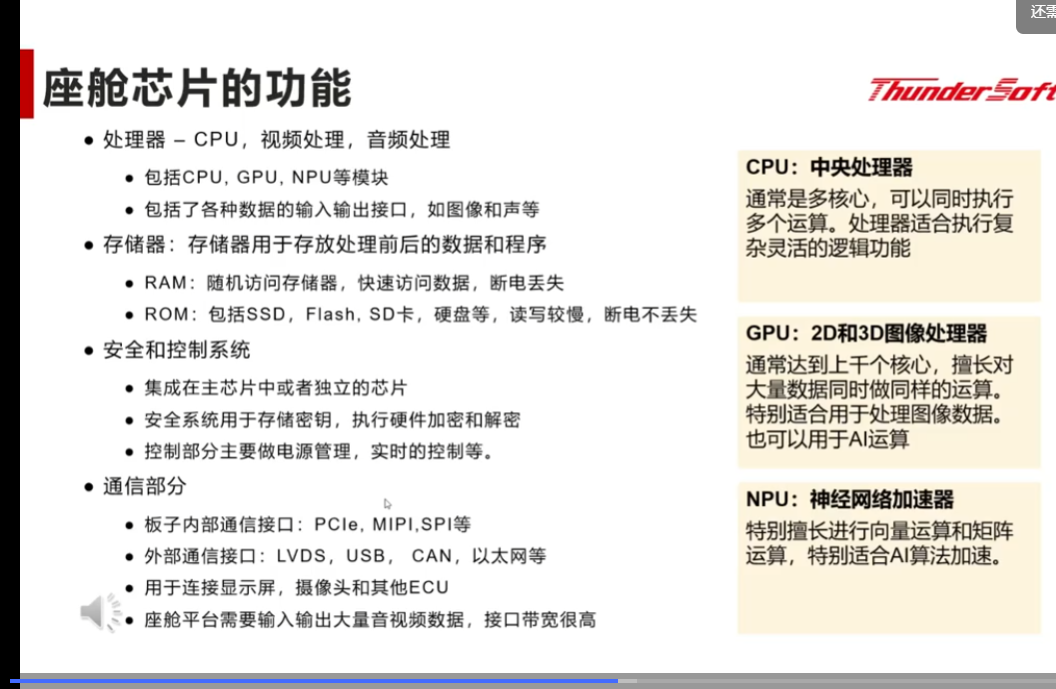 还需
座舱芯片的功能
ThunderSoft
● 处理器 – CPU，视频处理，音频处理
● 包括CPU, GPU, NPU等模块
● 包括了各种数据的输入输出接口，如图像和声等
● 存储器：存储器用于存放处理前后的数据和程序
● RAM：随机访问存储器，快速访问数据，断电丢失
● ROM：包括SSD，Flash, SD卡，硬盘等，读写较慢，断电不丢失
● 安全和控制系统
● 集成在主芯片中或者独立的芯片
● 安全系统用于存储密钥，执行硬件加密和解密
● 控制部分主要做电源管理，实时的控制等。
● 通信部分
● 板子内部通信接口：PCIe, MIPI,SPI等
● 外部通信接口：LVDS，USB， CAN，以太网等
● 用于连接显示屏，摄像头和其他ECU
● 座舱平台需要输入输出大量音视频数据，接口带宽很高
CPU：中央处理器
通常是多核心，可以同时执行
多个运算。处理器适合执行复
杂灵活的逻辑功能
GPU：2D和3D图像处理器
通常达到上千个核心，擅长对
大量数据同时做同样的运算。
特别适合用于处理图像数据。
也可以用于AI运算
NPU：神经网络加速器
特别擅长进行向量运算和矩阵
运算，特别适合AI算法加速。